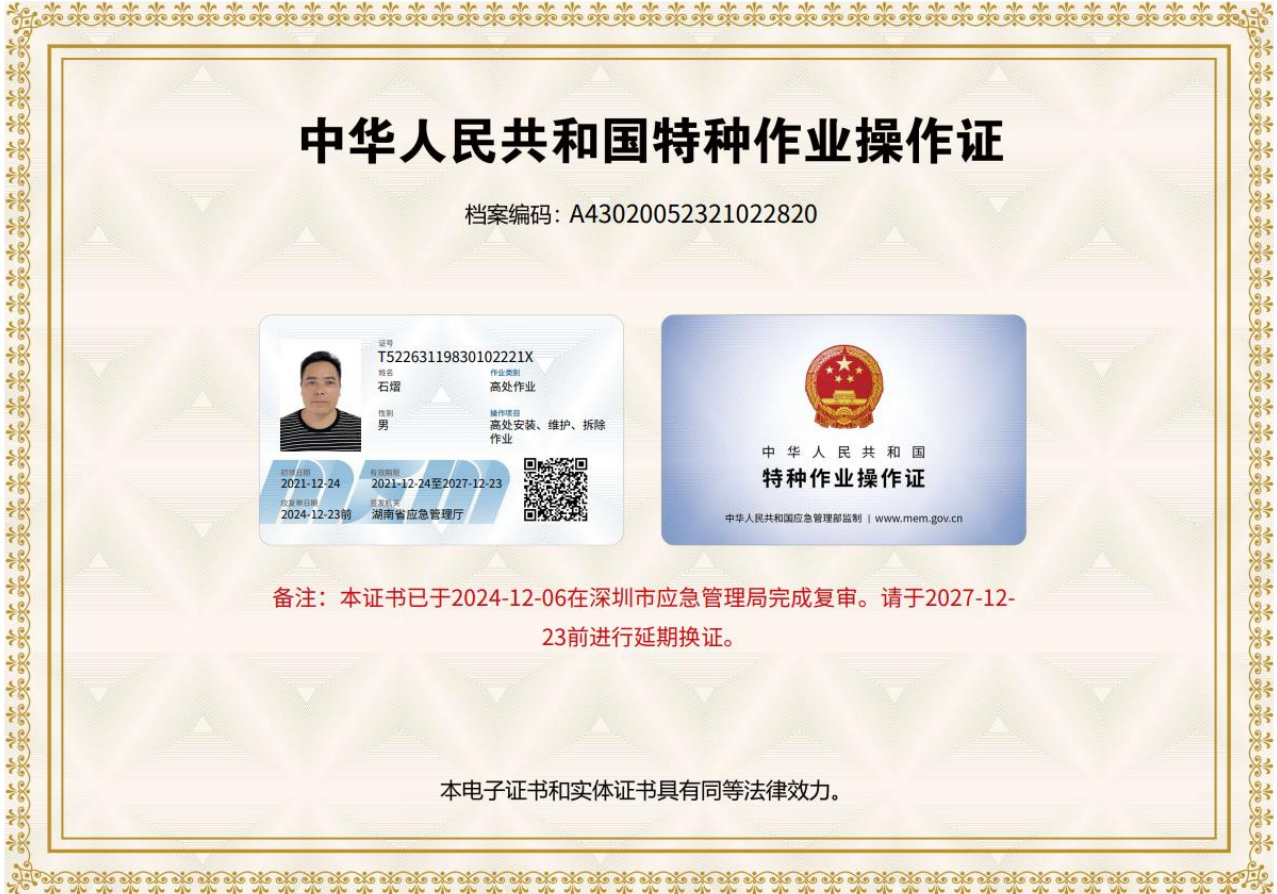 中华人民共和国特种作业操作证
档案编码：A43020052321022820
证号
T52263119830102221X
姓名
石熠
作业类别
高处作业
性别
男
操作项目
高处安装、维护、拆除
作业
初领日期
2021-12-24
有效期限
2021-12-24至2027-12-23
应复审日期
2024-12-23前
签发机关
湖南省应急管理厅
中华人民共和国
特种作业操作证
中华人民共和国应急管理部监制 | www.mem.gov.cn
备注：本证书已于2024-12-06在深圳市应急管理局完成复审。请于2027-12-
23前进行延期换证。
本电子证书和实体证书具有同等法律效力。